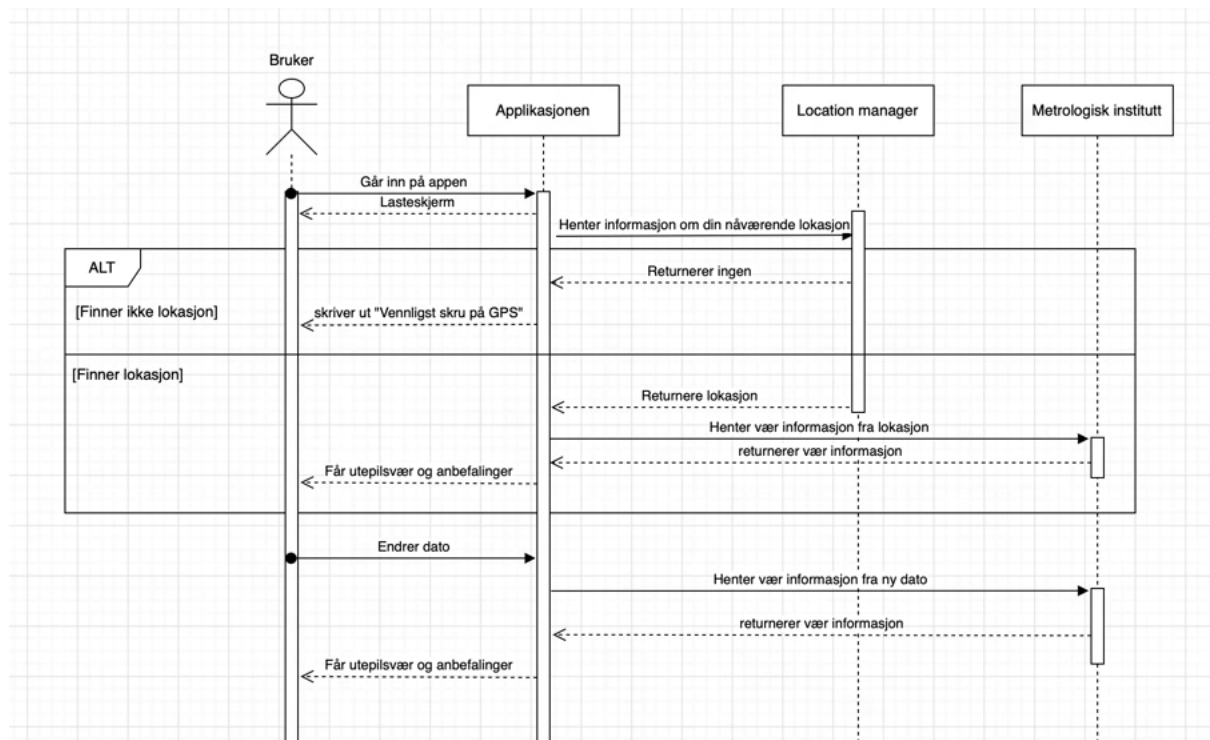 Bruker
Applikasjonen
Location manager
Metrologisk institutt
Går inn på appen
Lasteskjerm
Henter informasjon om din nåværende lokasjon
ALT
Returnerer ingen
[Finner ikke lokasjon]
skriver ut "Vennligst skru på GPS"
[Finner lokasjon]
Returnere lokasjon
Henter vær informasjon fra lokasjon
returnerer vær informasjon
Får utepilsvær og anbefalinger
Endrer dato
Henter vær informasjon fra ny dato
returnerer vær informasjon
Får utepilsvær og anbefalinger